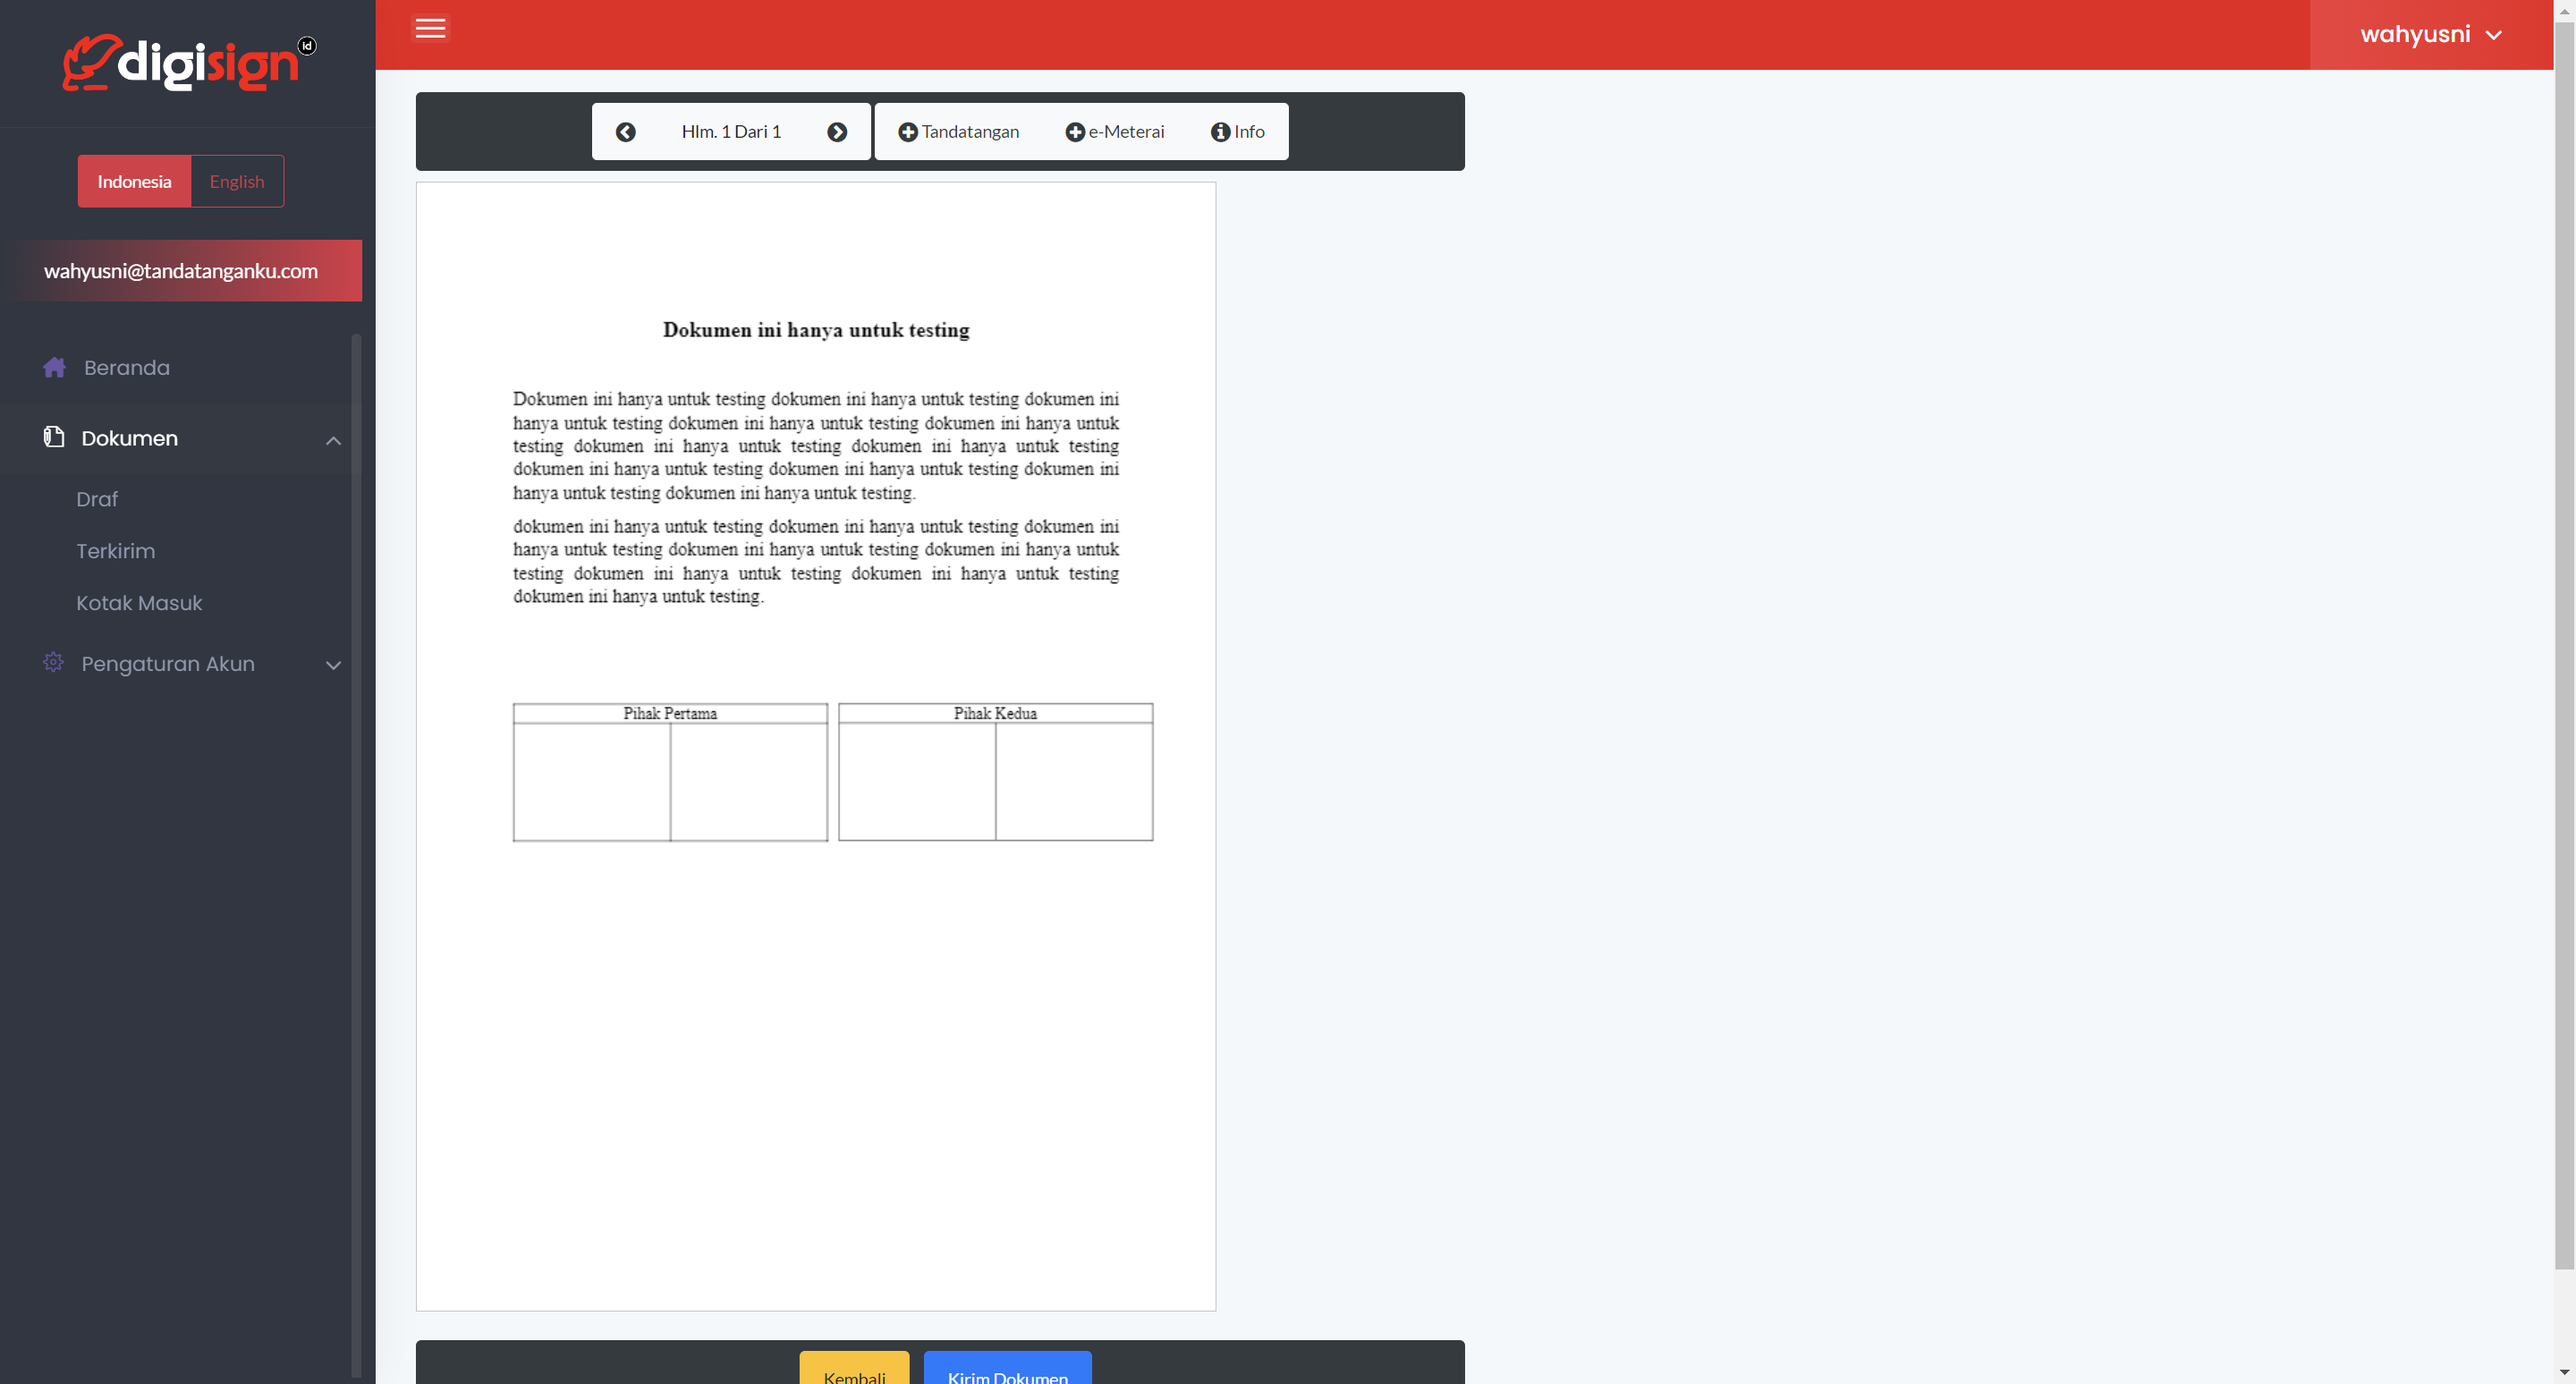 digisign id
Indonesia English
wahyusni@tandatanganku.com
Beranda
Dokumen
Draf
Terkirim
Kotak Masuk
Pengaturan Akun
wahyusni
Hlm. 1 Dari 1 Tandatangan e-Meterai Info
Dokumen ini hanya untuk testing
Dokumen ini hanya untuk testing dokumen ini hanya untuk testing dokumen ini
hanya untuk testing dokumen ini hanya untuk testing dokumen ini hanya untuk
testing dokumen ini hanya untuk testing dokumen ini hanya untuk testing
dokumen ini hanya untuk testing dokumen ini hanya untuk testing dokumen ini
hanya untuk testing dokumen ini hanya untuk testing.
dokumen ini hanya untuk testing dokumen ini hanya untuk testing dokumen ini
hanya untuk testing dokumen ini hanya untuk testing dokumen ini hanya untuk
testing dokumen ini hanya untuk testing dokumen ini hanya untuk testing
dokumen ini hanya untuk testing.
Pihak Pertama Pihak Kedua
Kembali Kirim Dokumen